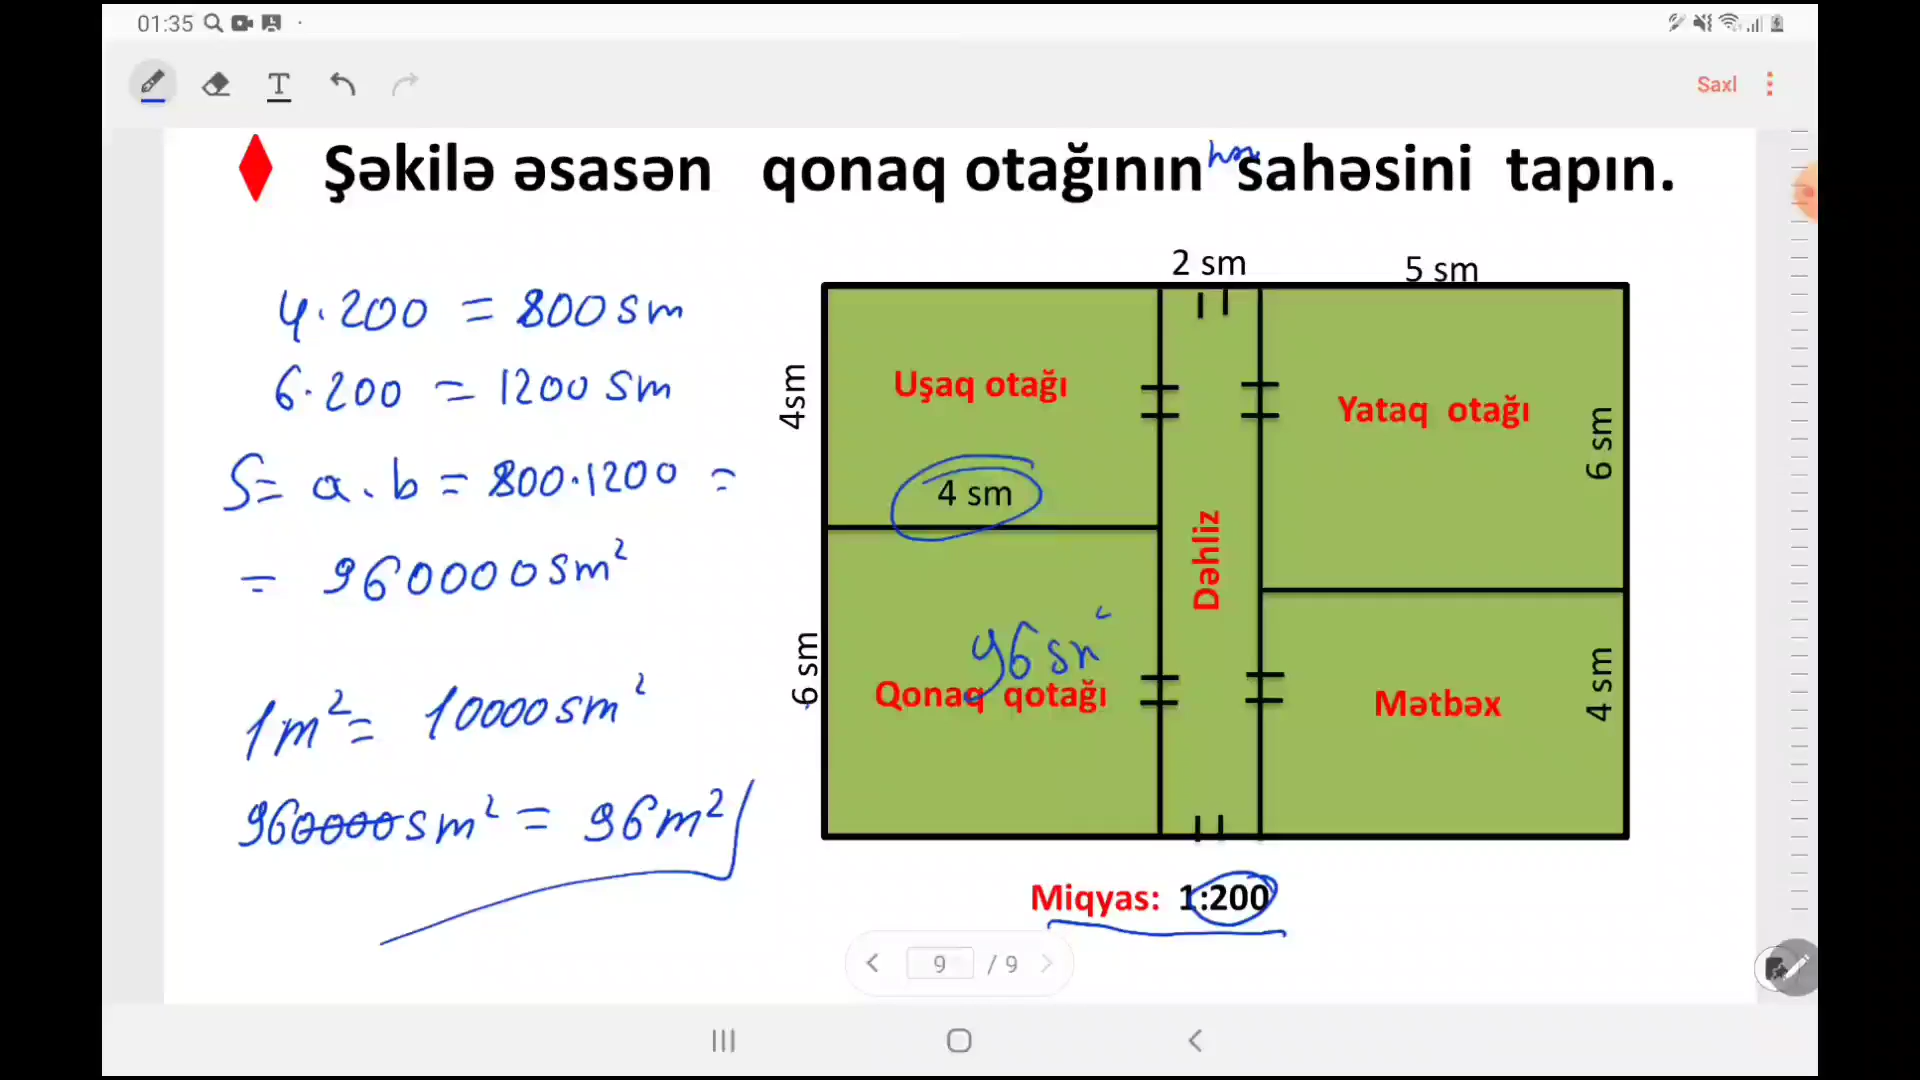 01:35
T
Saxl
Şəkilə əsasən qonaq otağının sahəsini tapın.
2 sm
5 sm
4.200 = 800 sm
6.200 = 1200 sm
S= a.b = 800.1200 =
= 960000 sm²
1m² = 10000 sm²
960000 sm² = 96m²
4sm
Uşaq otağı
4 sm
6 sm
96 sm²
Qonaq qotağı
Dəhliz
Yataq otağı
6 sm
Mətbəx
4 sm
Miqyas: 1:200
9 / 9